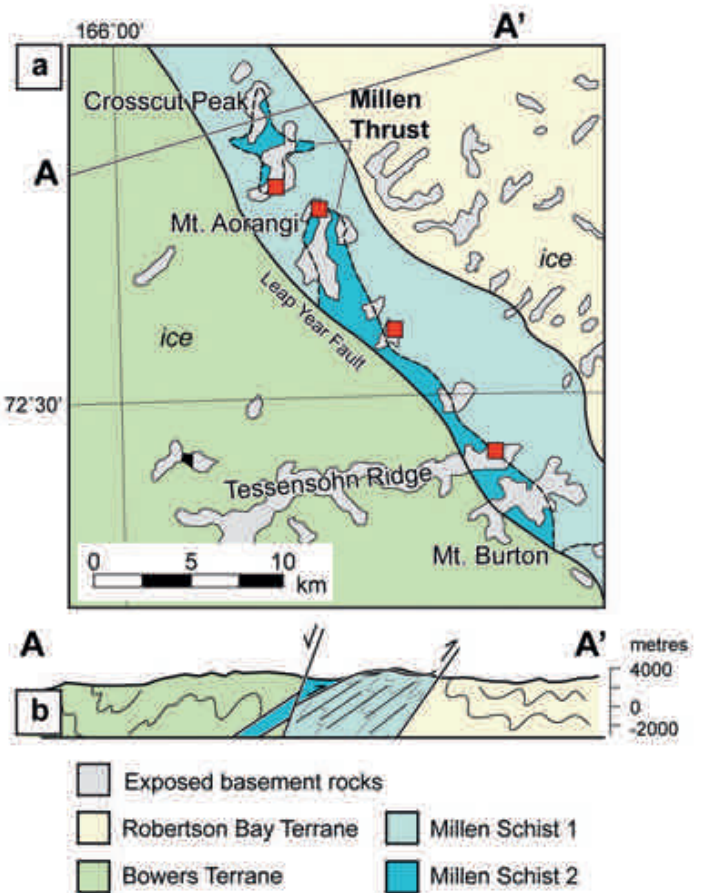 166°00'
A'
a
Crosscut Peak
Millen
Thrust
A
Mt. Aorangi
ice
Leap Year Fault
ice
72°30'
Tessensohn Ridge
Mt. Burton
0 5 10
km
A
A'
metres
4000
0
-2000
b
Exposed basement rocks
Robertson Bay Terrane
Millen Schist 1
Bowers Terrane
Millen Schist 2